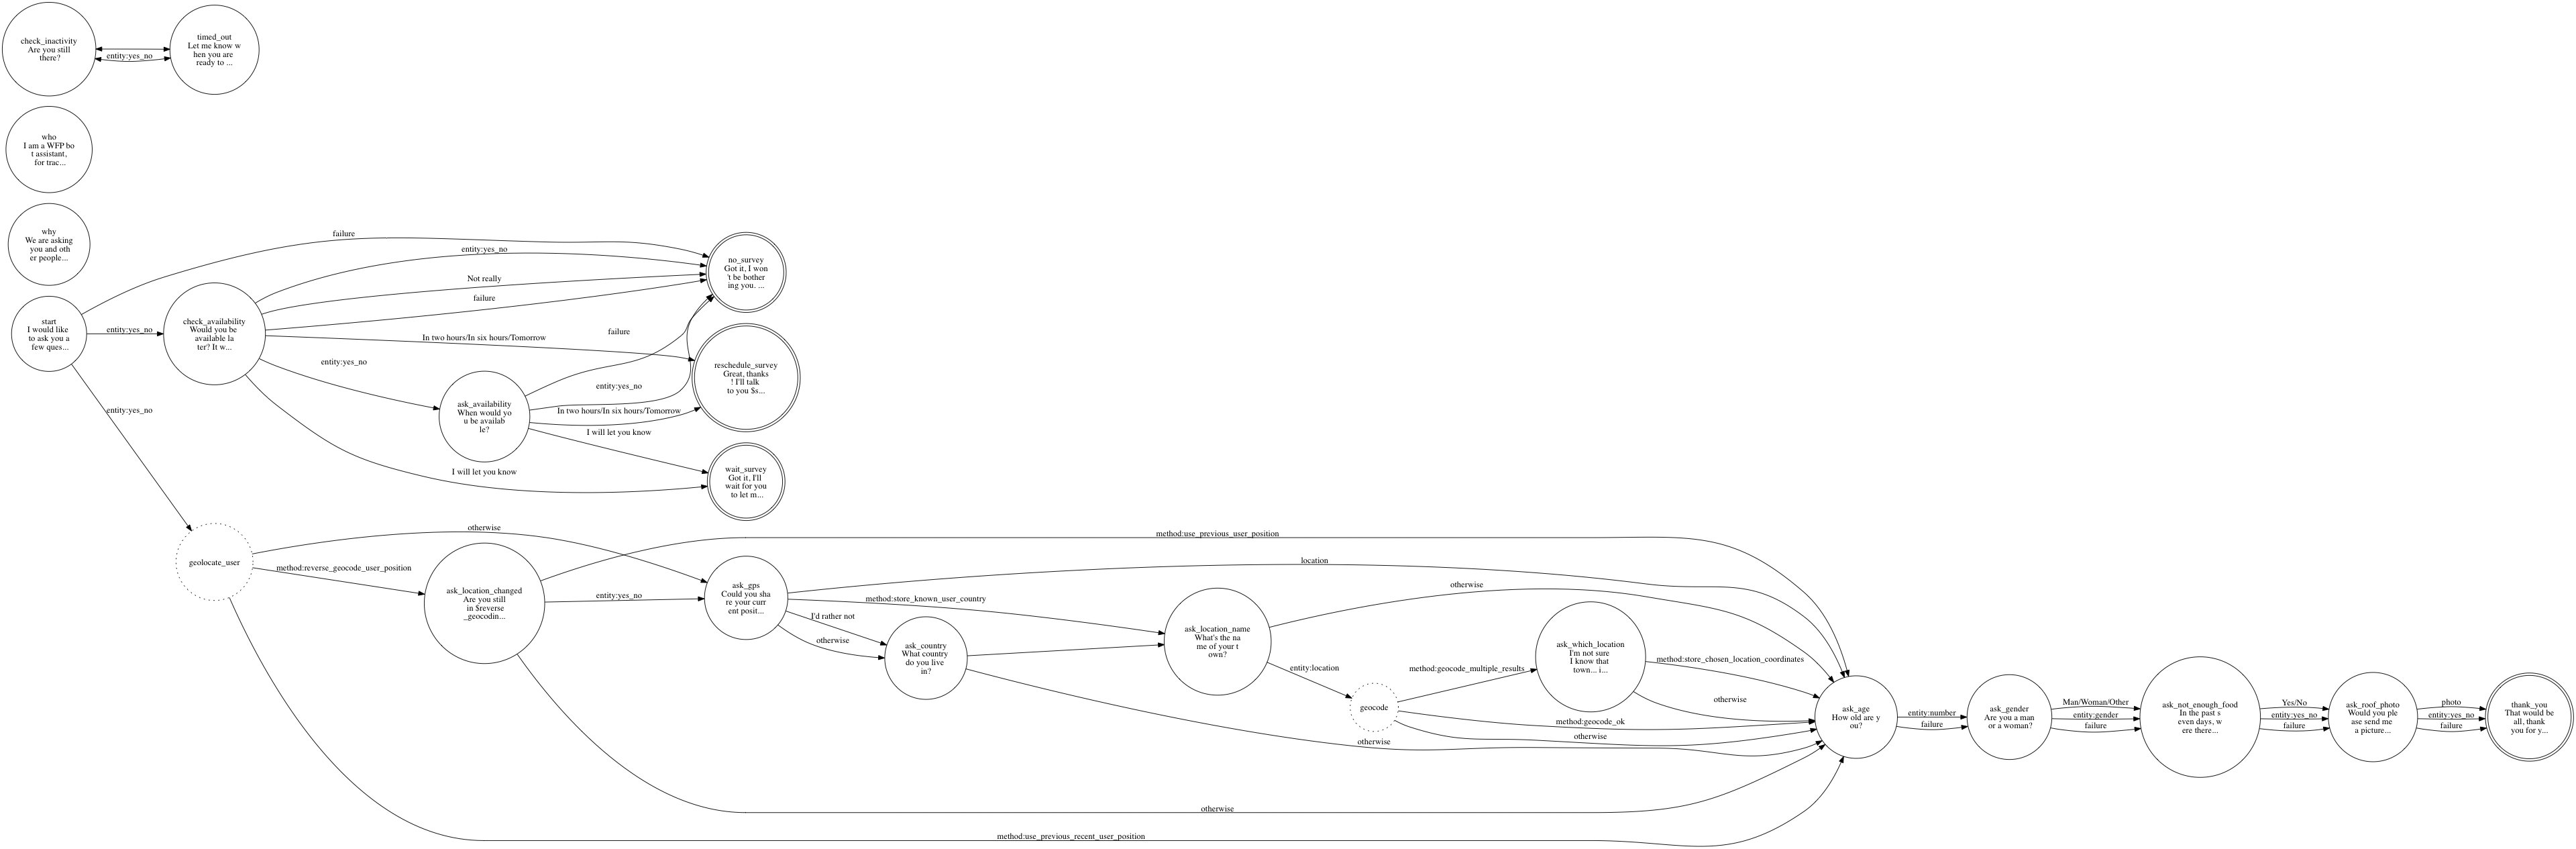 check_inactivity
Are you still
there?
entity:yes_no
timed_out
Let me know w
hen you are
ready to ...
who
I am a WFP bo
t assistant,
for trac...
why
We are asking
you and oth
er people...
start
I would like
to ask you a
few ques...
failure
entity:yes_no
entity:yes_no
check_availability
Would you be
available la
ter? It w...
entity:yes_no
Not really
failure
In two hours/In six hours/Tomorrow
entity:yes_no
I will let you know
ask_availability
When would yo
u be availab
le?
failure
entity:yes_no
In two hours/In six hours/Tomorrow
I will let you know
no_survey
Got it, I won
't be bother
ing you. ...
reschedule_survey
Great, thanks
! I'll talk
to you $s...
wait_survey
Got it, I'll
wait for you
to let m...
geolocate_user
otherwise
method:reverse_geocode_user_position
method:use_previous_recent_user_position
ask_location_changed
Are you still
in $reverse
_geocodin...
method:use_previous_user_position
entity:yes_no
otherwise
ask_gps
Could you sha
re your curr
ent posit...
location
method:store_known_user_country
I'd rather not
otherwise
ask_country
What country
do you live
in?
otherwise
ask_location_name
What's the na
me of your t
own?
otherwise
entity:location
geocode
method:geocode_multiple_results
method:geocode_ok
otherwise
ask_which_location
I'm not sure
I know that
town... i...
method:store_chosen_location_coordinates
otherwise
ask_age
How old are y
ou?
entity:number
failure
ask_gender
Are you a man
or a woman?
Man/Woman/Other
entity:gender
failure
ask_not_enough_food
In the past s
even days, w
ere there...
Yes/No
entity:yes_no
failure
ask_roof_photo
Would you ple
ase send me
a picture...
photo
entity:yes_no
failure
thank_you
That would be
all, thank
you for y...